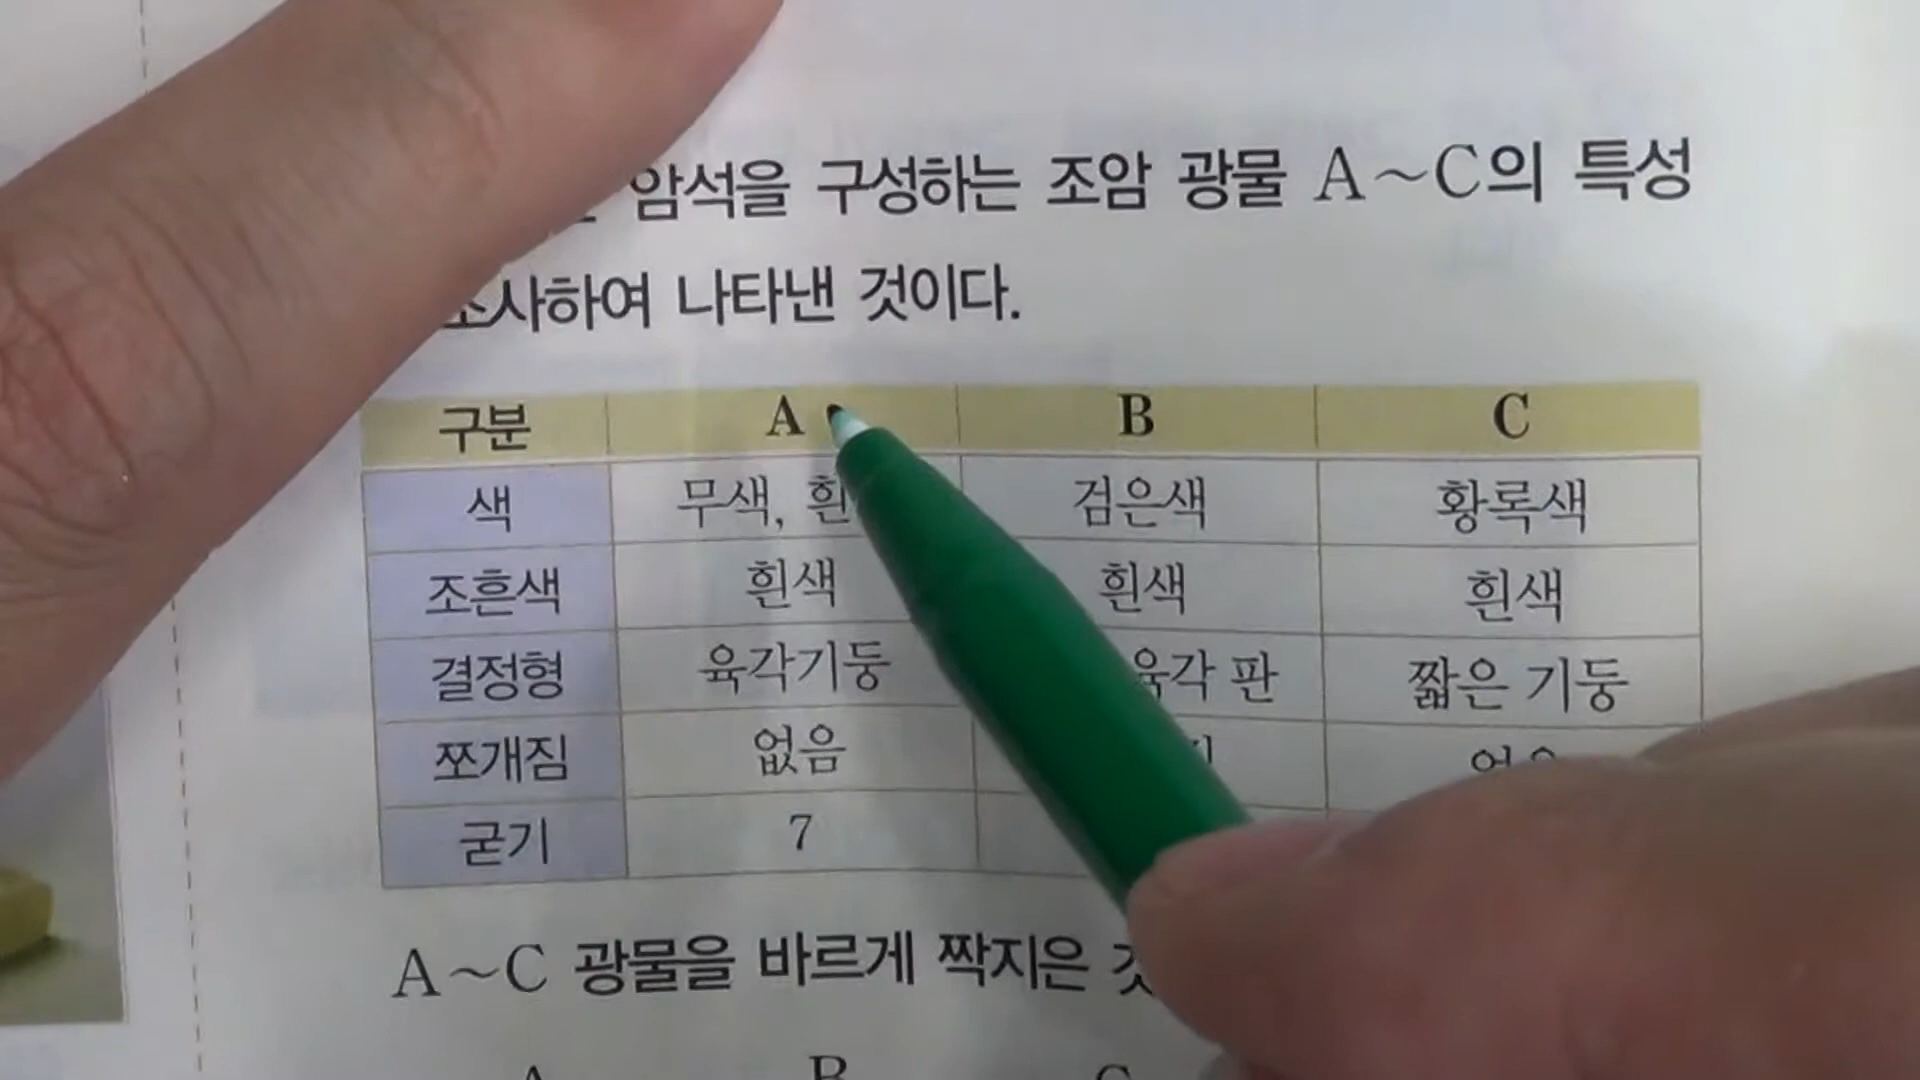 암석을 구성하는 조암 광물 A~C의 특성
조사하여 나타낸 것이다.
구분 A B C
색 무색, 흰 검은색 황록색
조흔색 흰색 흰색 흰색
결정형 육각기둥 육각 판 짧은 기둥
쪼개짐 없음 없음
굳기 7
A~C 광물을 바르게 짝지은
A B C